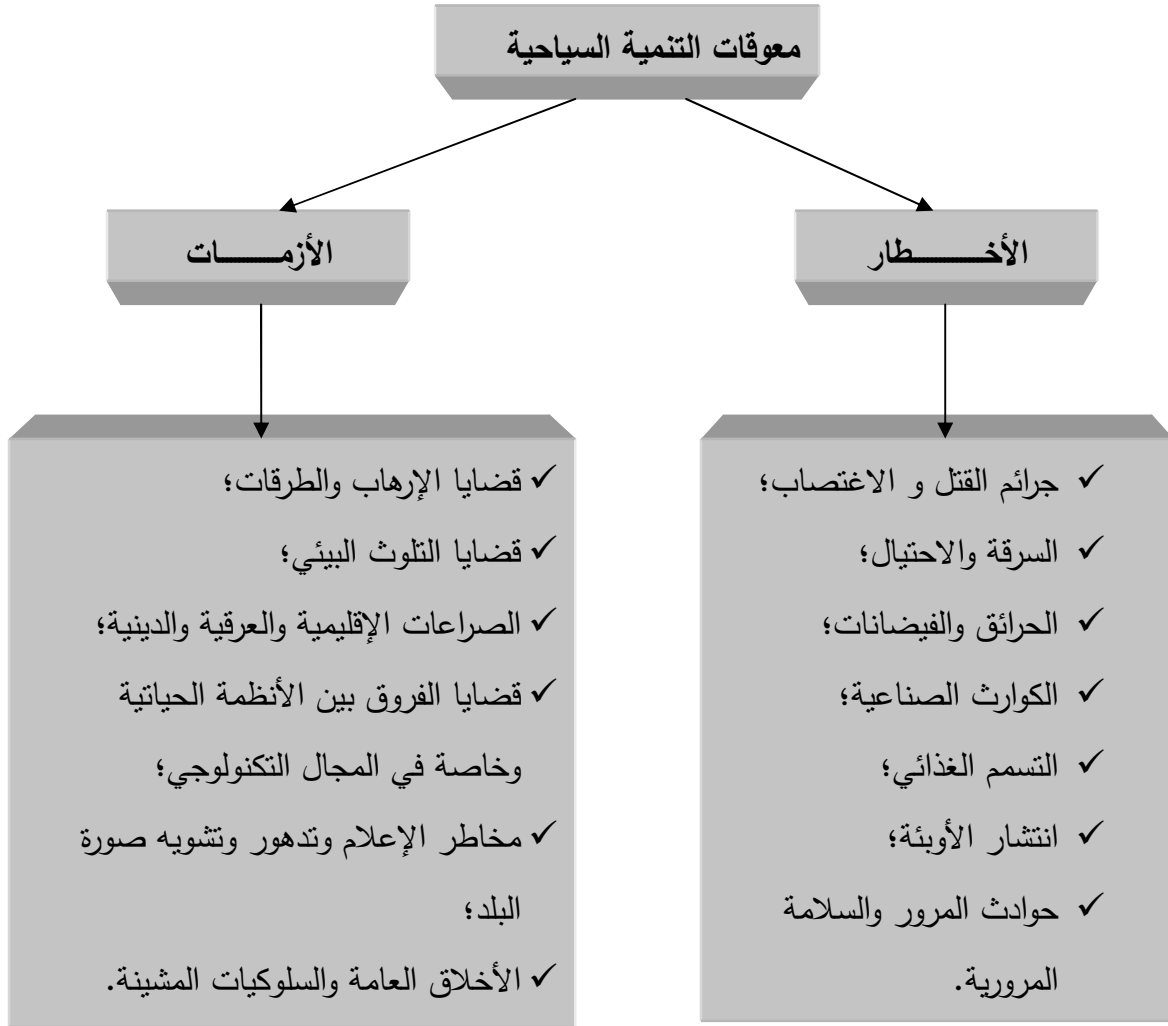 معوقات التنمية السياحية
الأخـــــــطار
الأزمـــــــات
✓ جرائم القتل و الاغتصاب؛
✓ السرقة والاحتيال؛
✓ الحرائق والفيضانات؛
✓ الكوارث الصناعية؛
✓ التسمم الغذائي؛
✓ انتشار الأوبئة؛
✓ حوادث المرور والسلامة
المرورية.
✓ قضايا الإرهاب والطرقات؛
✓ قضايا التلوث البيئي؛
✓ الصراعات الإقليمية والعرقية والدينية؛
✓ قضايا الفروق بين الأنظمة الحياتية
وخاصة في المجال التكنولوجي؛
✓ مخاطر الإعلام وتدهور وتشويه صورة
البلد؛
✓ الأخلاق العامة والسلوكيات المشينة.